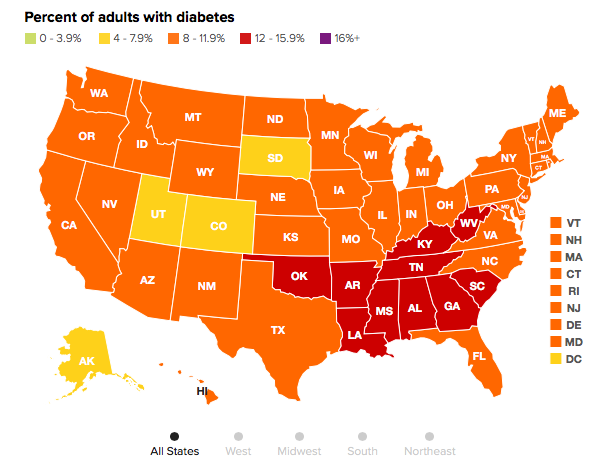 Percent of adults with diabetes
0 - 3.9% 4 - 7.9% 8 - 11.9% 12 - 15.9% 16%+
WA
OR
ID
MT
ND
SD
MN
WI
MI
ME
VT
NH
MA
CT
NY
WY
NV
CA
UT
CO
NE
IA
IL
IN
OH
PA
NJ
MD
KS
MO
KY
WV
VA
NC
TN
AZ
NM
OK
AR
TX
LA
MS
AL
GA
SC
FL
AK
HI
VT
NH
MA
CT
RI
NJ
DE
MD
DC
All States West Midwest South Northeast